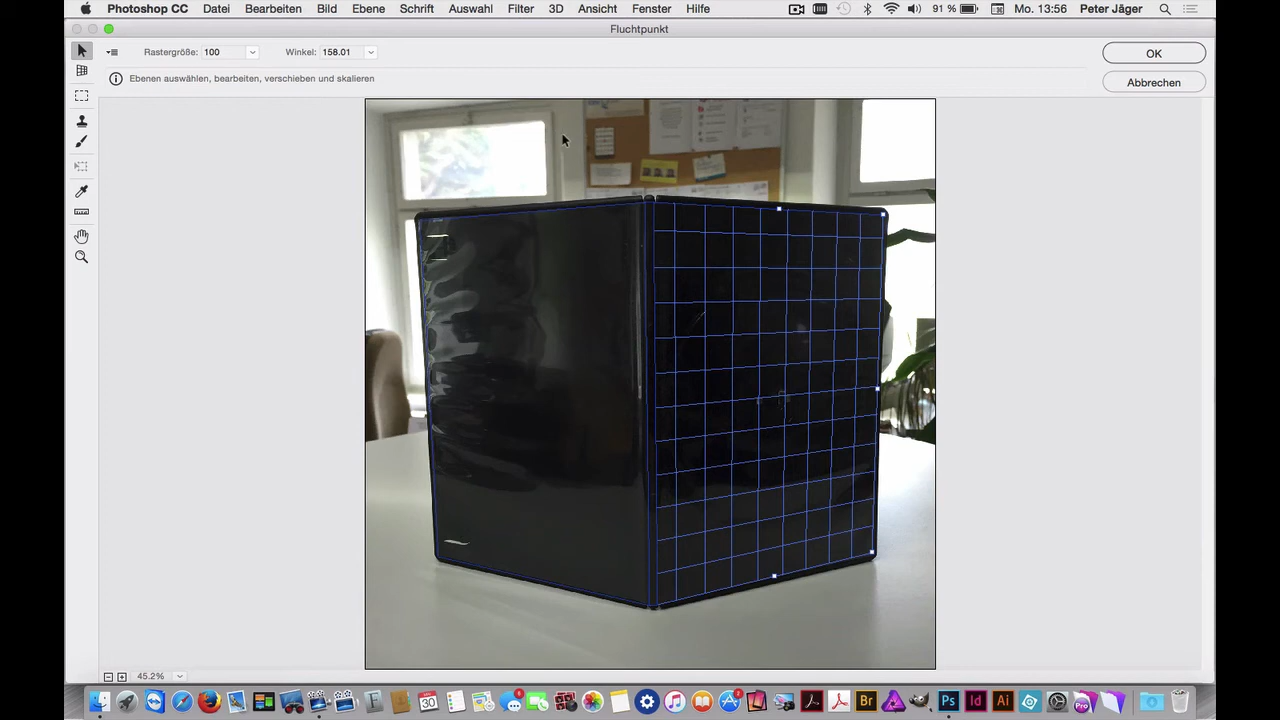 Photoshop CC Datei Bearbeiten Bild Ebene Schrift Auswahl Filter 3D Ansicht Fenster Hilfe 91 % Mo. 13:56 Peter Jäger
Fluchtpunkt
Rastergröße: 100 Winkel: 158.01 OK
Ebenen auswählen, bearbeiten, verschieben und skalieren Abbrechen
45.2%